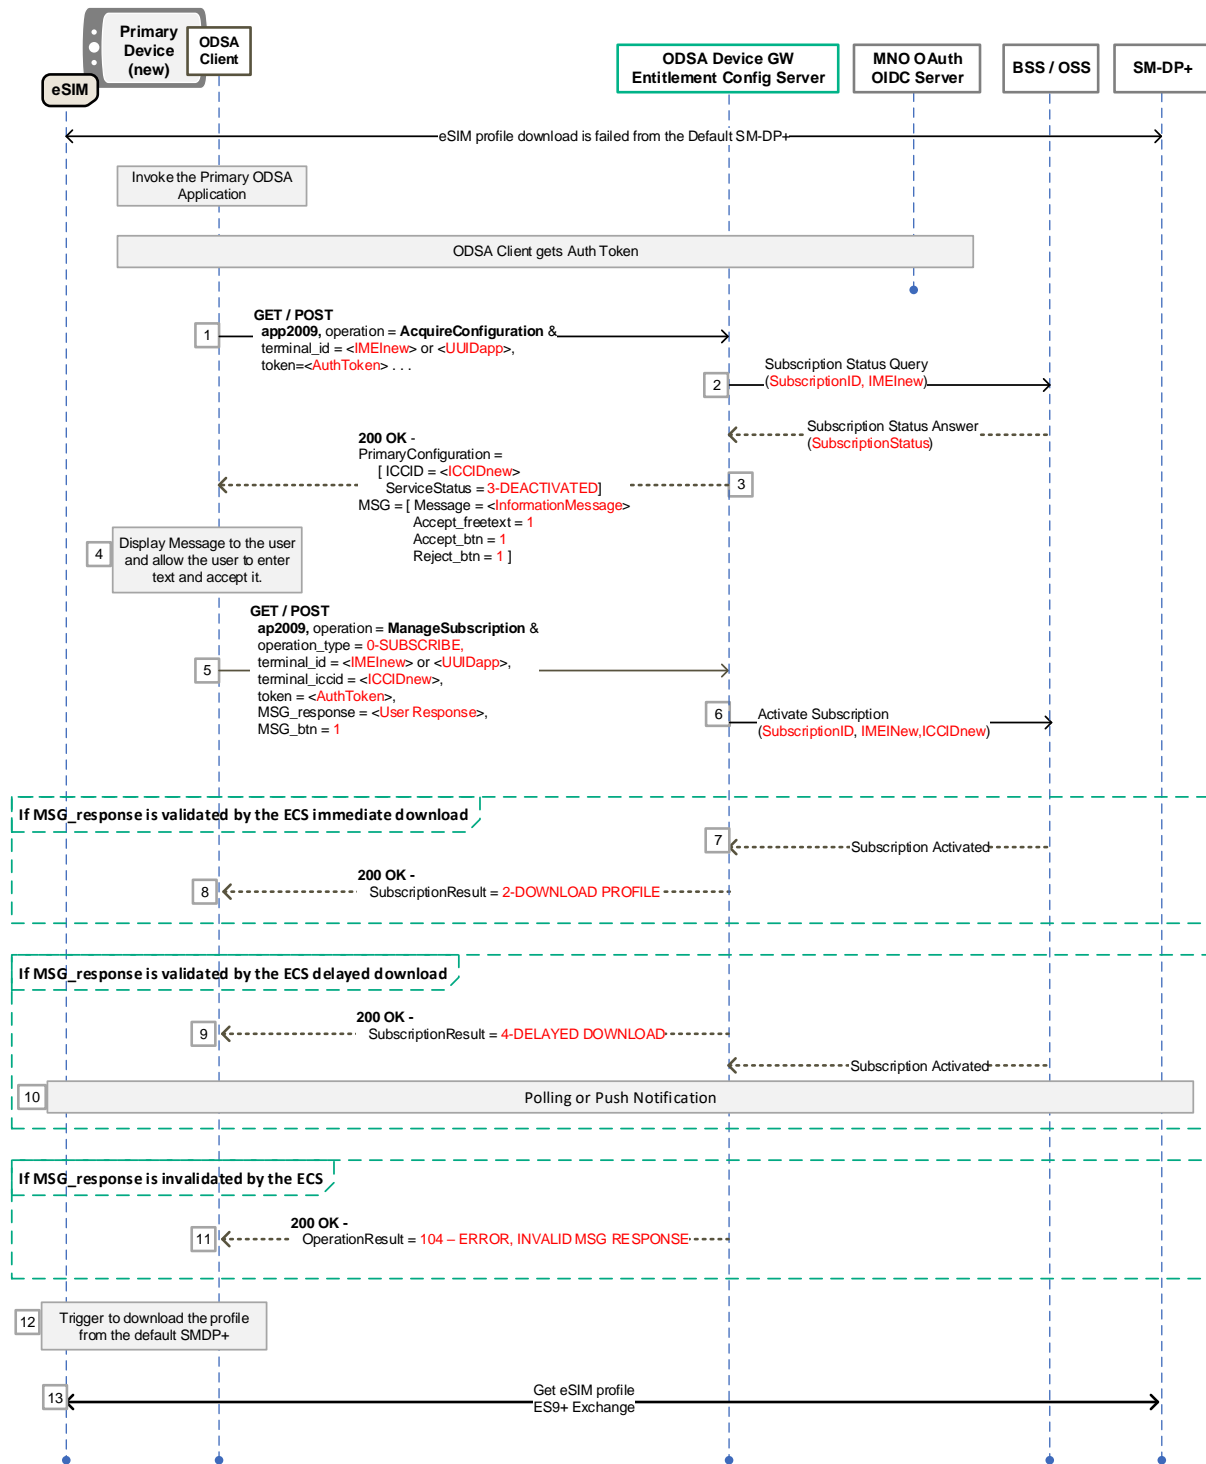 Primary
Device
(new)
ODSA
Client
eSIM
ODSA Device GW
Entitlement Config Server
MNO OAuth
OIDC Server
BSS / OSS
SM-DP+
eSIM profile download is failed from the Default SM-DP+
Invoke the Primary ODSA
Application
ODSA Client gets Auth Token
1
GET / POST
app2009, operation = AcquireConfiguration &
terminal_id = <IMEInew> or <UUIDapp>,
token=<AuthToken> . . .
2
Subscription Status Query
(SubscriptionID, IMEInew)
Subscription Status Answer
(SubscriptionStatus)
3
200 OK -
PrimaryConfiguration =
[ ICCID = <ICCIDnew>
ServiceStatus = 3-DEACTIVATED]
MSG = [ Message = <InformationMessage>
Accept_freetext = 1
Accept_btn = 1
Reject_btn = 1 ]
4
Display Message to the user
and allow the user to enter
text and accept it.
5
GET / POST
ap2009, operation = ManageSubscription &
operation_type = 0-SUBSCRIBE,
terminal_id = <IMEInew> or <UUIDapp>,
terminal_iccid = <ICCIDnew>,
token = <AuthToken>,
MSG_response = <User Response>,
MSG_btn = 1
6
Activate Subscription
(SubscriptionID, IMEINew,ICCIDnew)
If MSG_response is validated by the ECS immediate download
7
Subscription Activated
8
200 OK -
SubscriptionResult = 2-DOWNLOAD PROFILE
If MSG_response is validated by the ECS delayed download
9
200 OK -
SubscriptionResult = 4-DELAYED DOWNLOAD
Subscription Activated
10
Polling or Push Notification
If MSG_response is invalidated by the ECS
11
200 OK -
OperationResult = 104 – ERROR, INVALID MSG RESPONSE
12
Trigger to download the profile
from the default SMDP+
13
Get eSIM profile
ES9+ Exchange